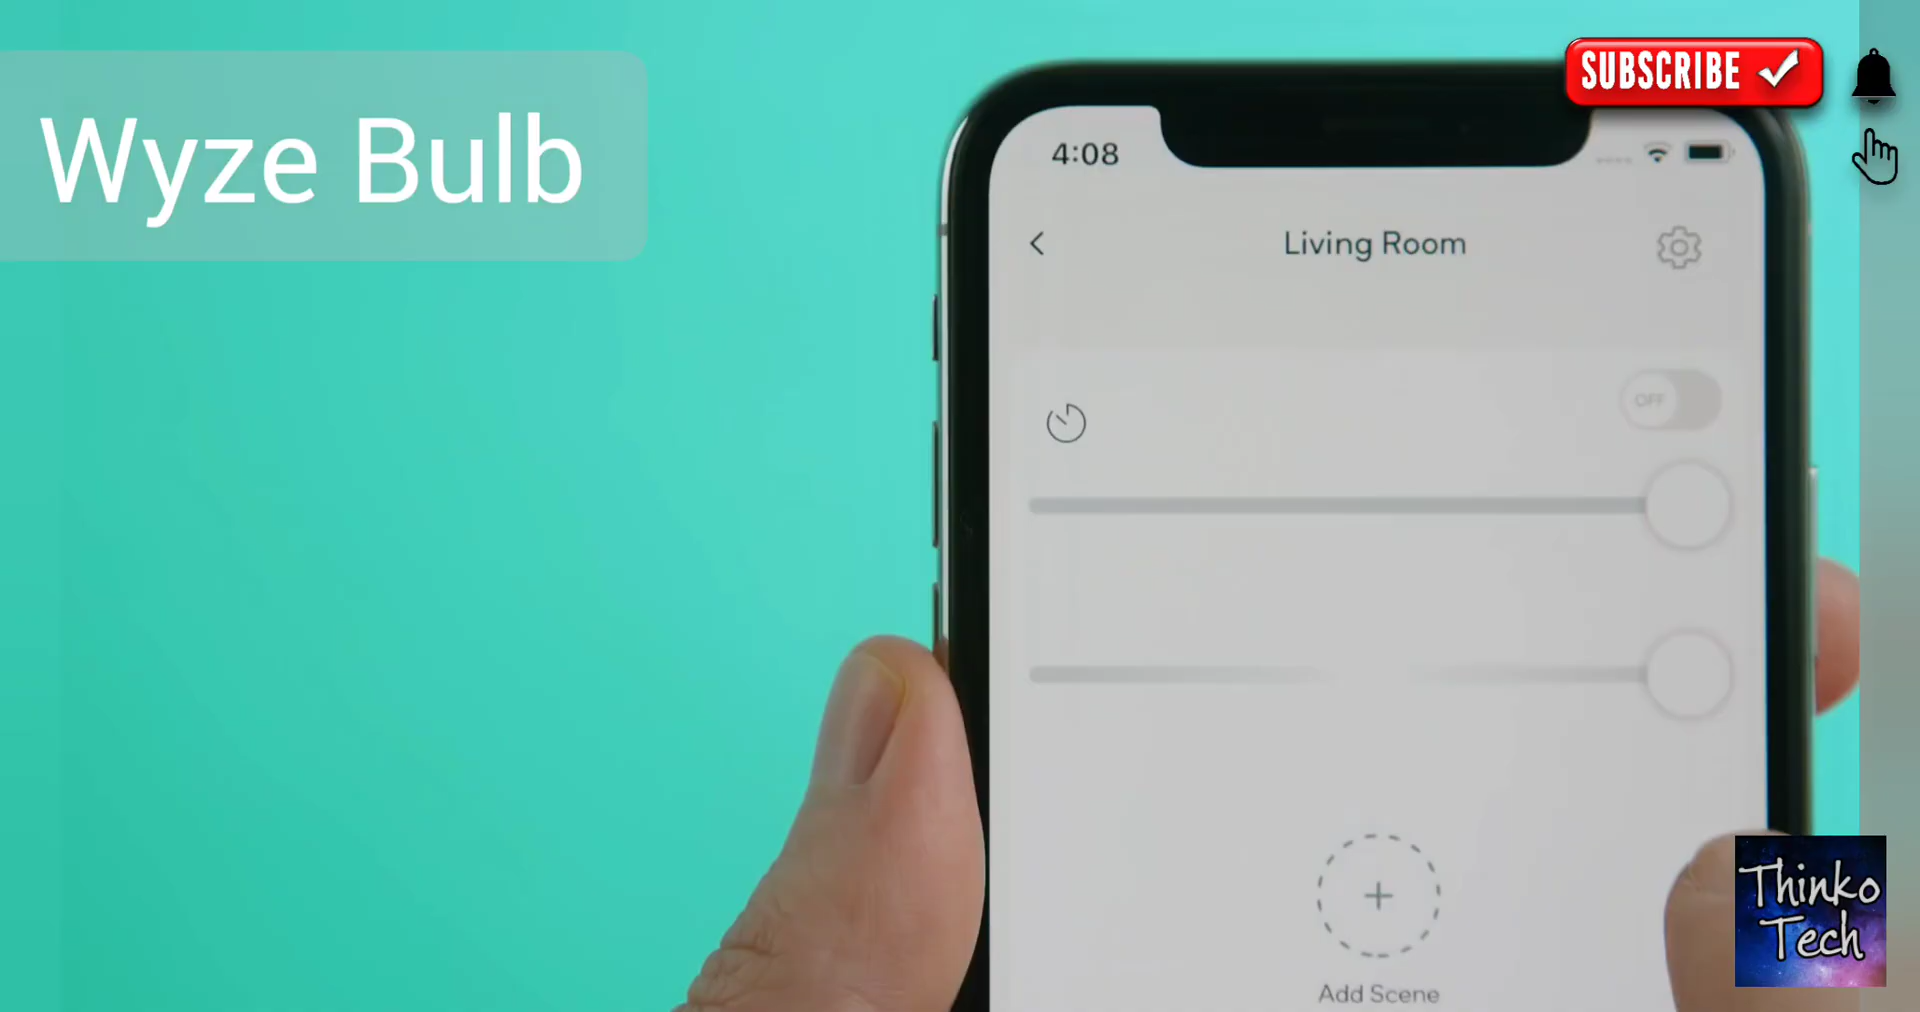 Wyze Bulb
SUBSCRIBE
4:08
Living Room
OFF
Add Scene
Thinko
Tech